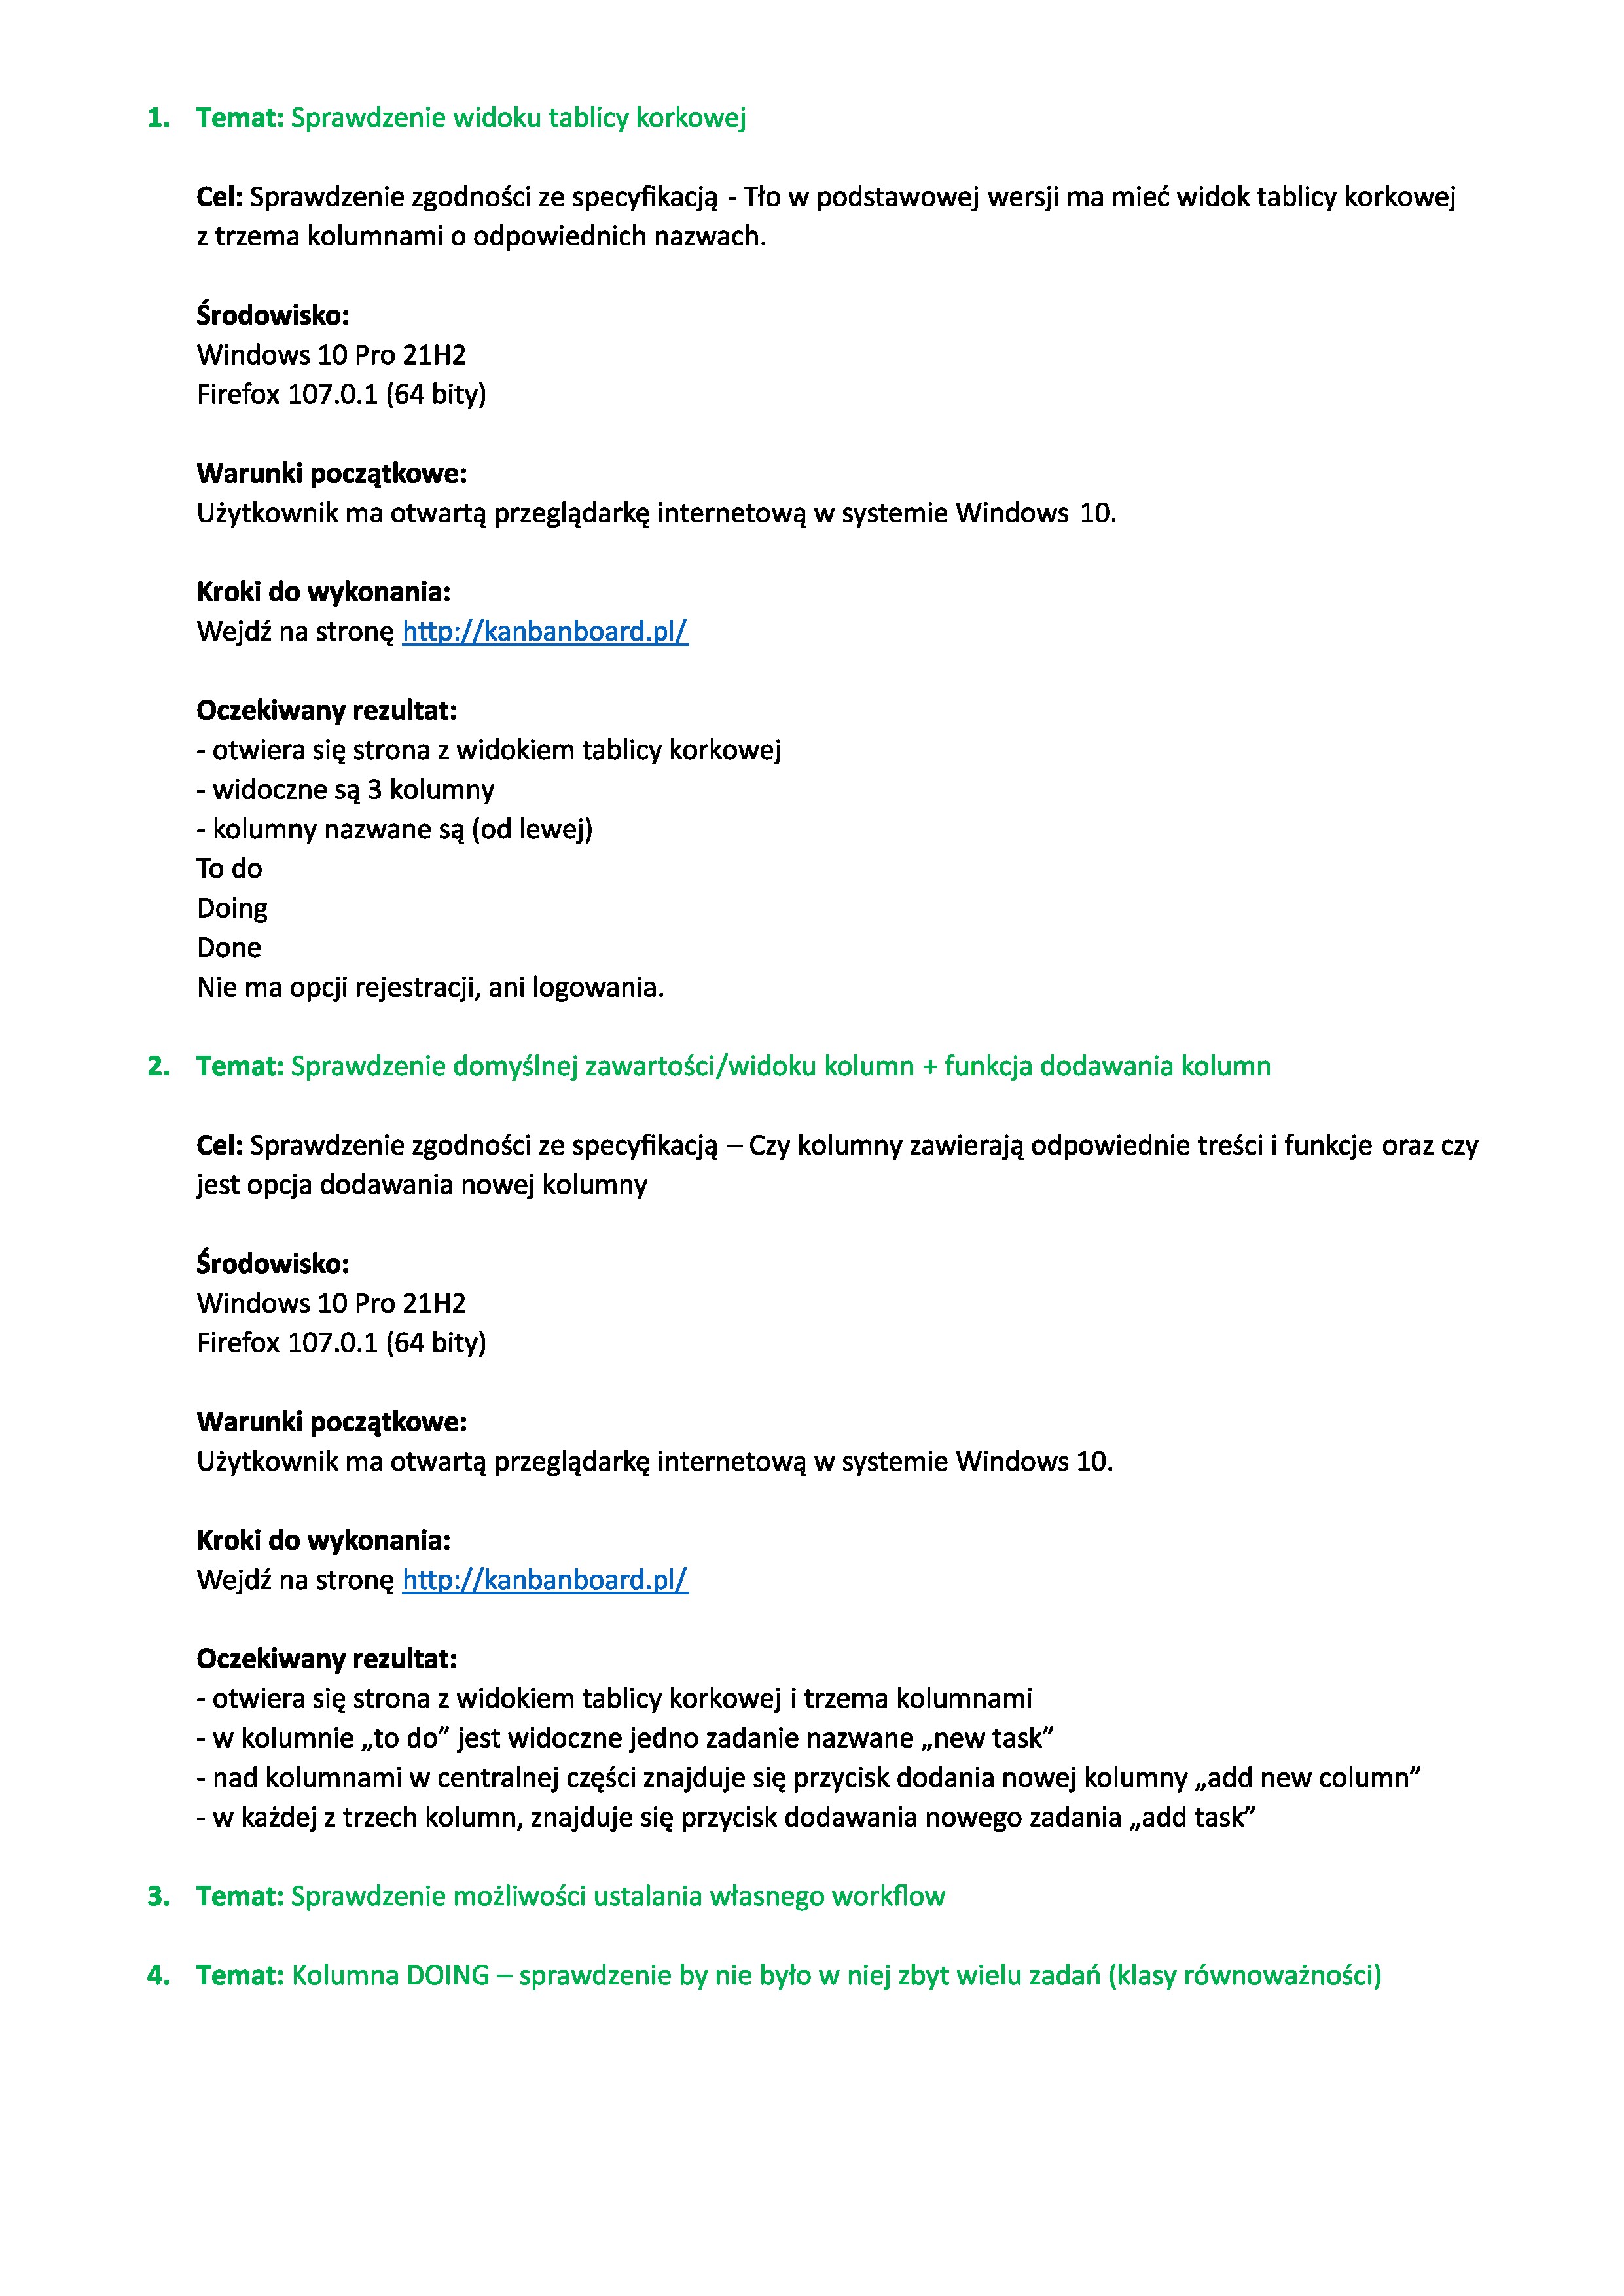 1. Temat: Sprawdzenie widoku tablicy korkowej
Cel: Sprawdzenie zgodności ze specyfikacją - Tło w podstawowej wersji ma mieć widok tablicy korkowej
z trzema kolumnami o odpowiednich nazwach.
Środowisko:
Windows 10 Pro 21H2
Firefox 107.0.1 (64 bity)
Warunki początkowe:
Użytkownik ma otwartą przeglądarkę internetową w systemie Windows 10.
Kroki do wykonania:
Wejdź na stronę http://kanbanboard.pl/
Oczekiwany rezultat:
- otwiera się strona z widokiem tablicy korkowej
- widoczne są 3 kolumny
- kolumny nazwane są (od lewej)
To do
Doing
Done
Nie ma opcji rejestracji, ani logowania.
2. Temat: Sprawdzenie domyślnej zawartości/widoku kolumn + funkcja dodawania kolumn
Cel: Sprawdzenie zgodności ze specyfikacją – Czy kolumny zawierają odpowiednie treści i funkcje oraz czy
jest opcja dodawania nowej kolumny
Środowisko:
Windows 10 Pro 21H2
Firefox 107.0.1 (64 bity)
Warunki początkowe:
Użytkownik ma otwartą przeglądarkę internetową w systemie Windows 10.
Kroki do wykonania:
Wejdź na stronę http://kanbanboard.pl/
Oczekiwany rezultat:
- otwiera się strona z widokiem tablicy korkowej i trzema kolumnami
- w kolumnie „to do” jest widoczne jedno zadanie nazwane „new task”
- nad kolumnami w centralnej części znajduje się przycisk dodania nowej kolumny „add new column”
- w każdej z trzech kolumn, znajduje się przycisk dodawania nowego zadania „add task”
3. Temat: Sprawdzenie możliwości ustalania własnego workflow
4. Temat: Kolumna DOING – sprawdzenie by nie było w niej zbyt wielu zadań (klasy równoważności)